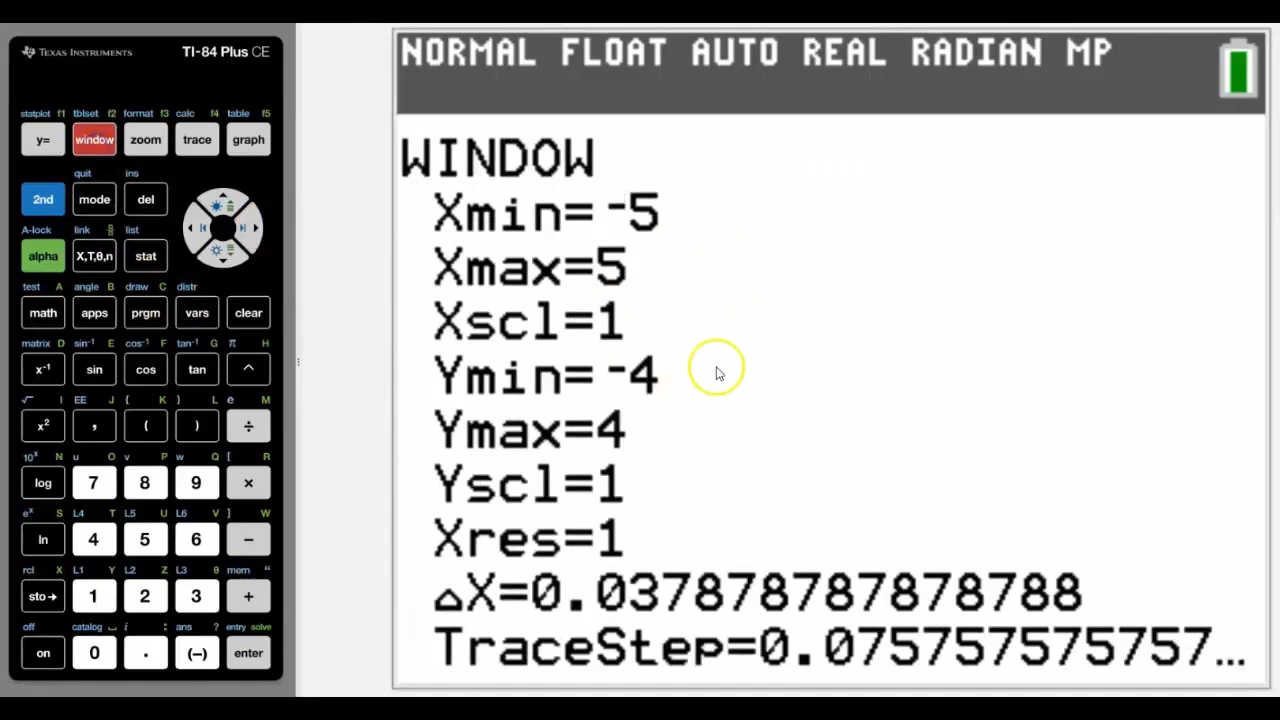 TEXAS INSTRUMENTS TI-84 Plus CE
statplot f1 tblset f2 format f3 calc f4 table f5
y= window zoom trace graph
quit ins
2nd mode del
A-lock link list
alpha X,T,θ,n stat
test A angle B draw C distr
math apps prgm vars clear
matrix D sin⁻¹ E cos⁻¹ F tan⁻¹ G π H
x⁻¹ sin cos tan ^
√ I EE J { K } L e M
x² , ( ) ÷
10ˣ N u O v P w Q [ R
log 7 8 9 ×
eˣ S L4 T L5 U L6 V ] W
ln 4 5 6 −
rcl X L1 Y L2 Z L3 θ mem "
sto→ 1 2 3 +
off catalog ⎵ i : ans ? entry solve
on 0 . (−) enter
NORMAL FLOAT AUTO REAL RADIAN MP
WINDOW
Xmin=⁻5
Xmax=5
Xscl=1
Ymin=⁻4
Ymax=4
Yscl=1
Xres=1
△X=0.037878787878788
TraceStep=0.075757575757...